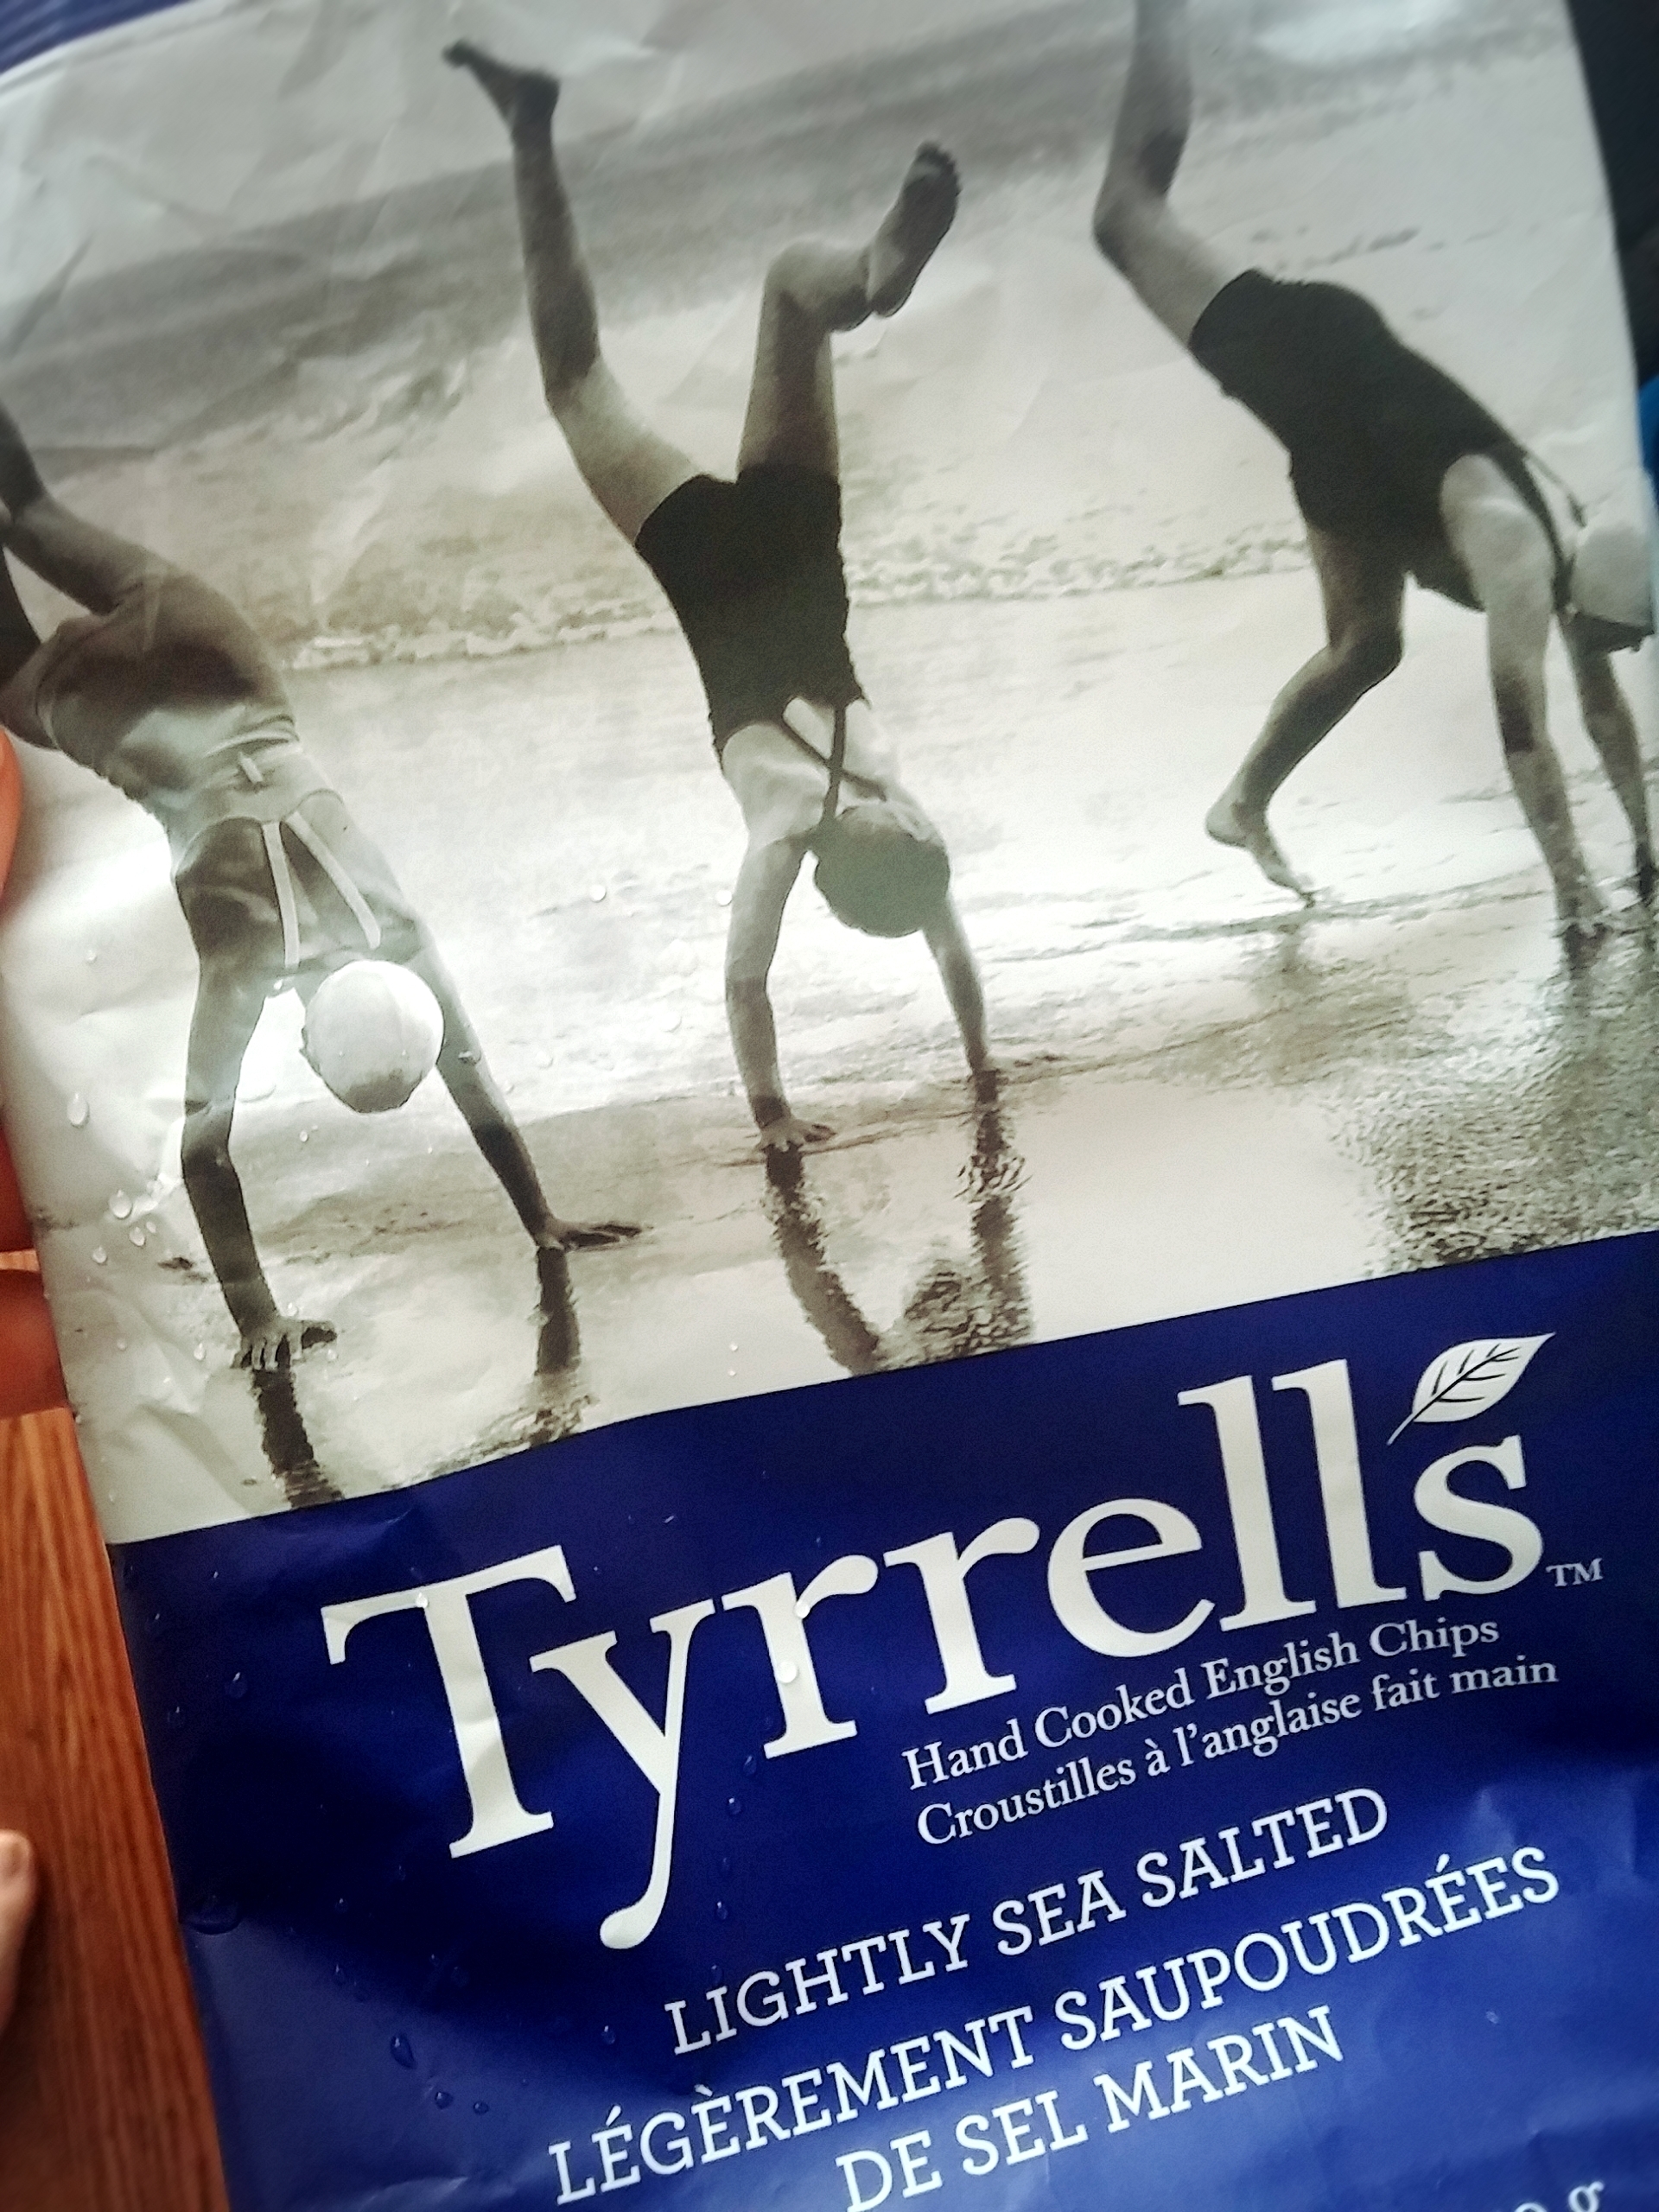 Tyrrell's™
Hand Cooked English Chips
Croustilles à l'anglaise fait main
LIGHTLY SEA SALTED
LÉGÈREMENT SAUPOUDRÉES
DE SEL MARIN
g